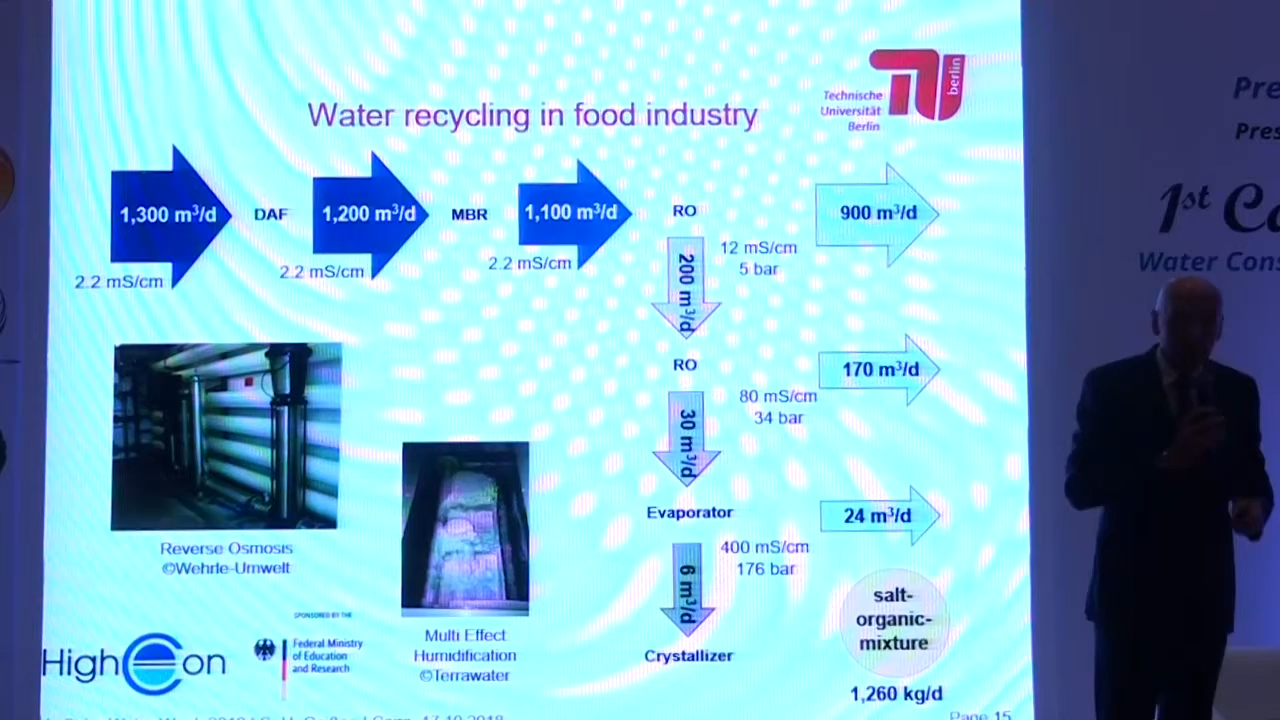 Water recycling in food industry
Technische
Universität
Berlin
berlin
1,300 m³/d
DAF
1,200 m³/d
MBR
1,100 m³/d
RO
900 m³/d
2.2 mS/cm
2.2 mS/cm
2.2 mS/cm
12 mS/cm
5 bar
200 m³/d
RO
170 m³/d
80 mS/cm
34 bar
30 m³/d
Evaporator
24 m³/d
400 mS/cm
176 bar
6 m³/d
Crystallizer
salt-
organic-
mixture
1,260 kg/d
Reverse Osmosis
©Wehrle-Umwelt
Multi Effect
Humidification
©Terrawater
HighCon
SPONSORED BY THE
Federal Ministry
of Education
and Research
17.10.2018
Page 15
Pre
Pres
1st Co
Water Cons